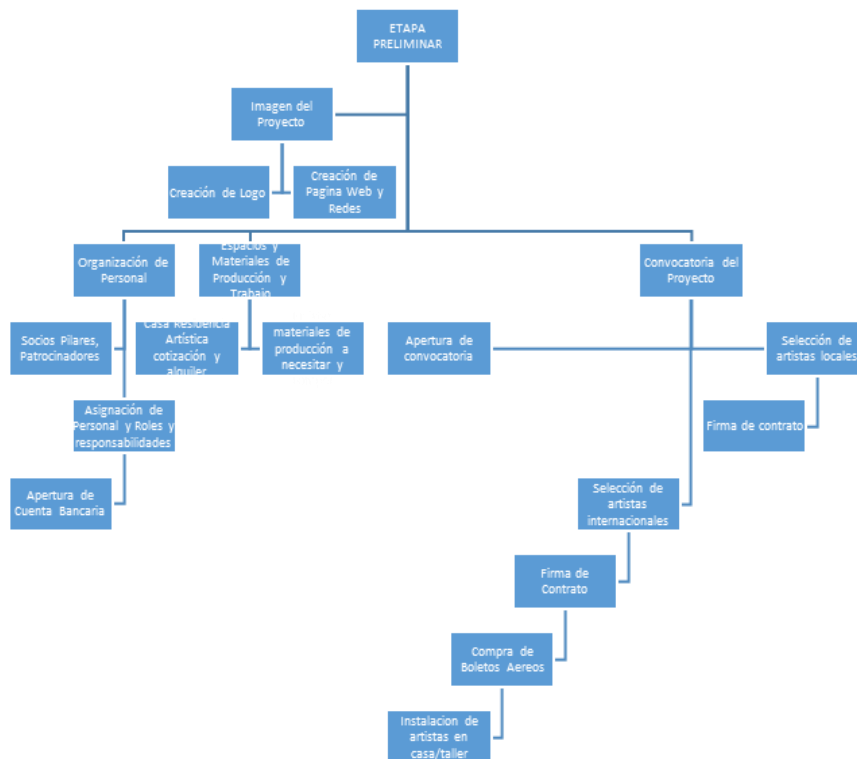 ETAPA
PRELIMINAR
Imagen del
Proyecto
Creación de Logo
Creación de
Pagina Web y
Redes
Organización de
Personal
Espacios y
Materiales de
Producción y
Trabajo
Convocatoria del
Proyecto
Socios Pilares,
Patrocinadores
Casa Residencia
Artística
cotización y
alquiler
materiales de
producción a
necesitar y
Apertura de
convocatoria
Selección de
artistas locales
Asignación de
Personal y Roles y
responsabilidades
Firma de contrato
Apertura de
Cuenta Bancaria
Selección de
artistas
internacionales
Firma de
Contrato
Compra de
Boletos Aereos
Instalacion de
artistas en
casa/taller